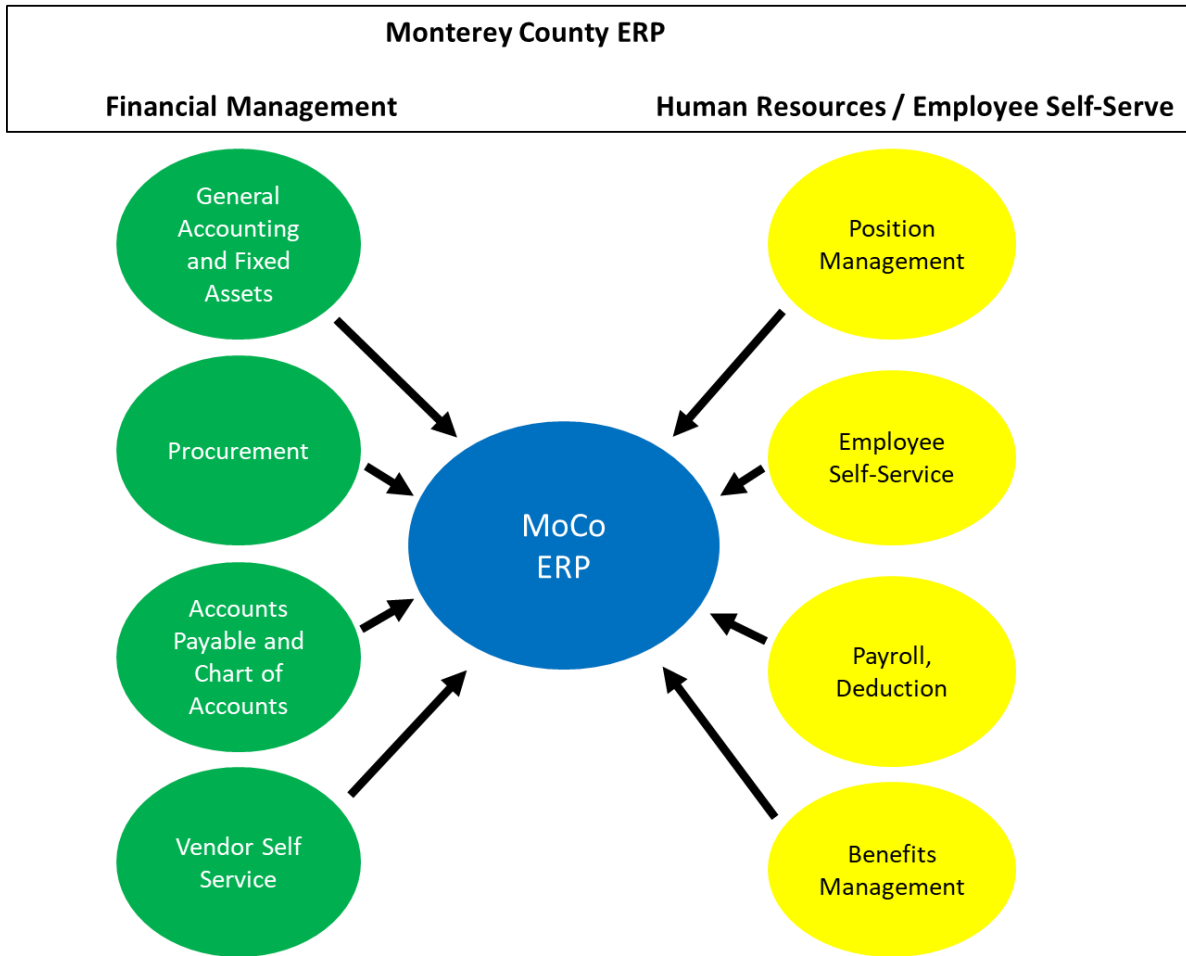 Monterey County ERP
Financial Management
Human Resources / Employee Self-Serve
General
Accounting
and Fixed
Assets
Procurement
Accounts
Payable and
Chart of
Accounts
Vendor Self
Service
MoCo
ERP
Position
Management
Employee
Self-Service
Payroll,
Deduction
Benefits
Management